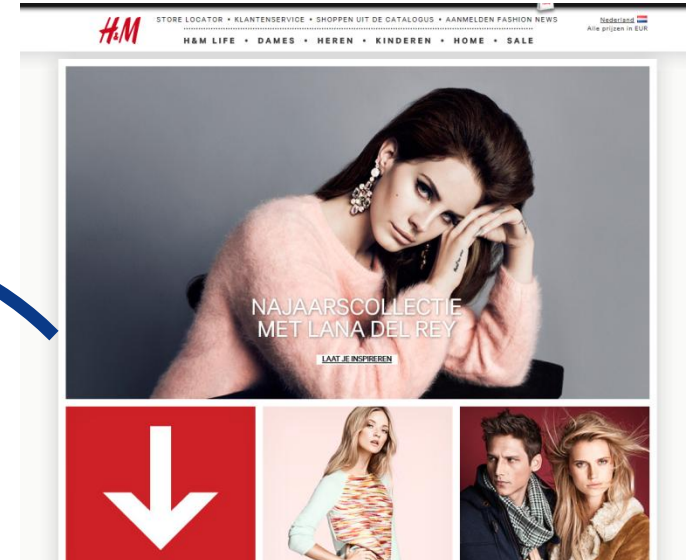 H&M
STORE LOCATOR • KLANTENSERVICE • SHOPPEN UIT DE CATALOGUS • AANMELDEN FASHION NEWS
Nederland
Alle prijzen in EUR
H&M LIFE • DAMES • HEREN • KINDEREN • HOME • SALE
NAJAARSCOLLECTIE
MET LANA DEL REY
LAAT JE INSPIREREN